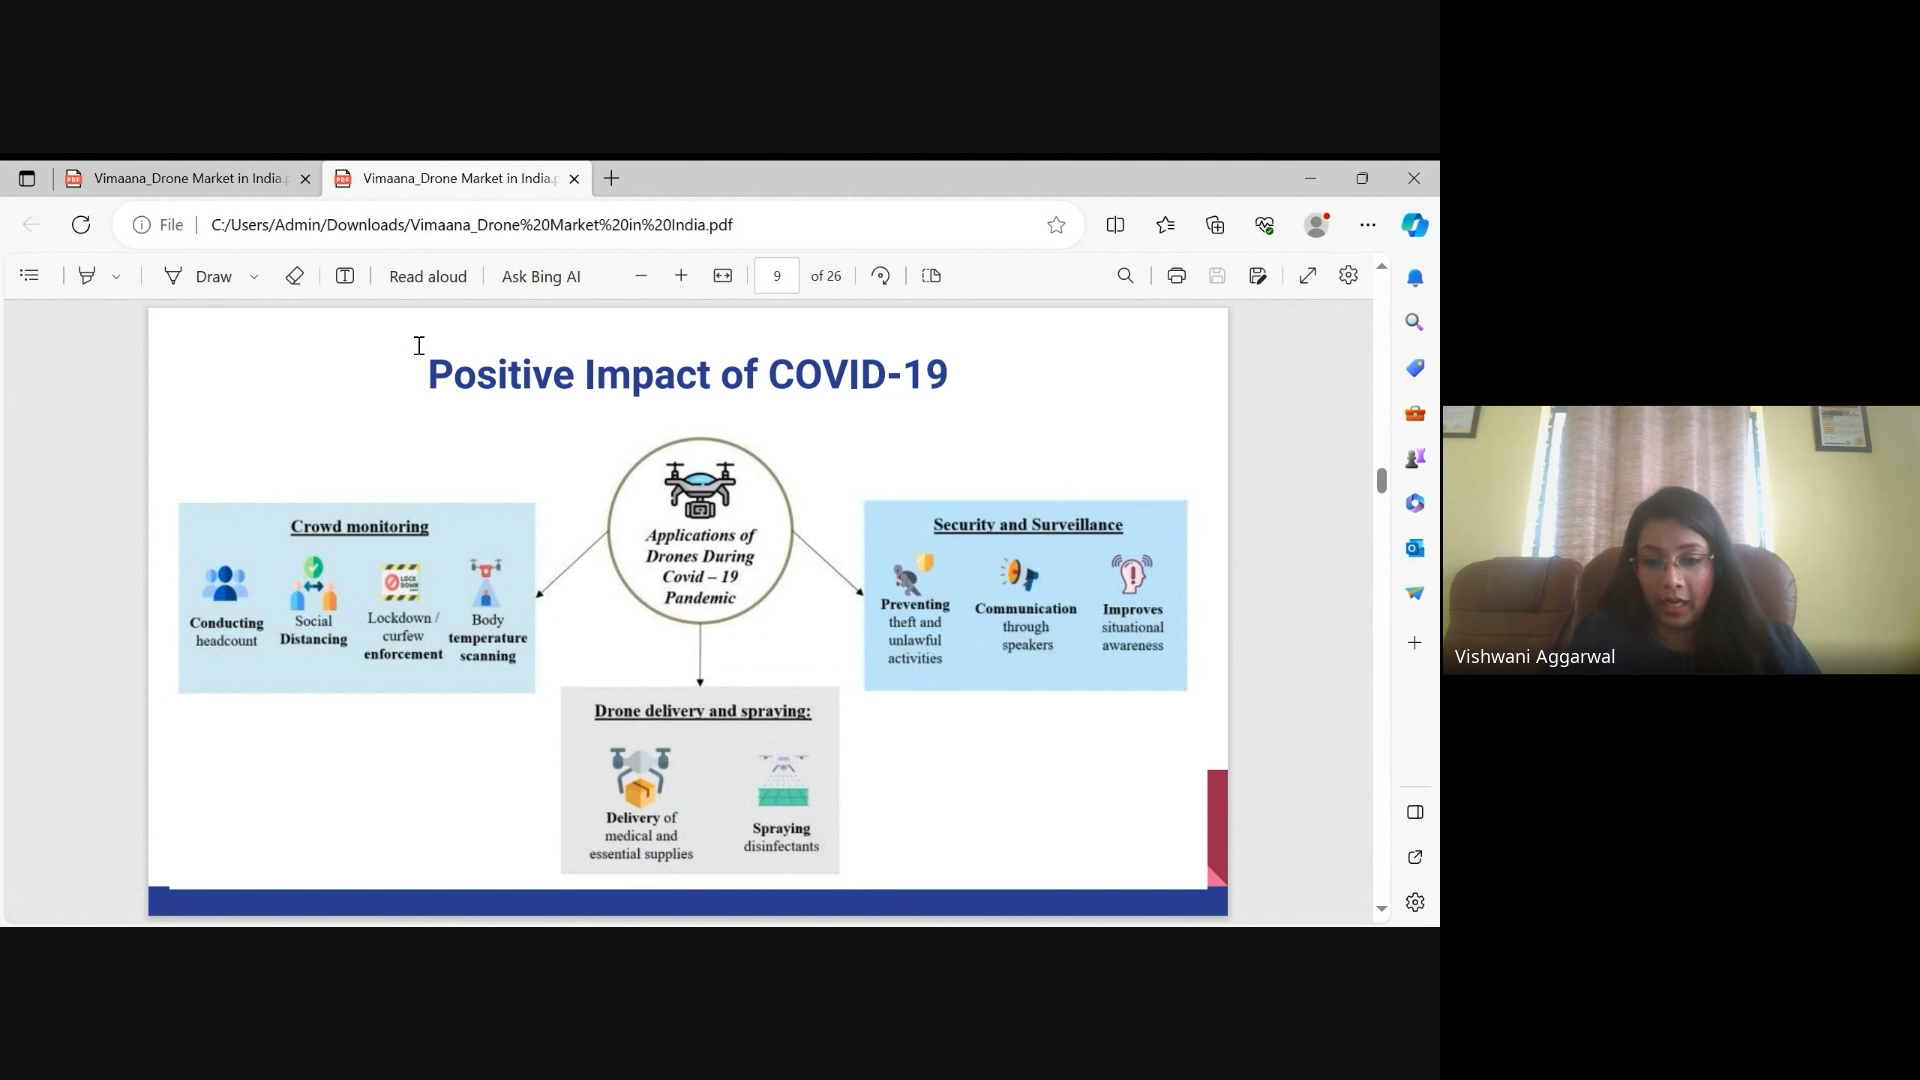 Vimaana_Drone Market in India.p
Vimaana_Drone Market in India.p
File
C:/Users/Admin/Downloads/Vimaana_Drone%20Market%20in%20India.pdf
Draw
Read aloud
Ask Bing AI
9
of 26
Positive Impact of COVID-19
Applications of
Drones During
Covid – 19
Pandemic
Crowd monitoring
Conducting
headcount
Social
Distancing
LOCK
DOWN
Lockdown /
curfew
enforcement
Body
temperature
scanning
Security and Surveillance
Preventing
theft and
unlawful
activities
Communication
through
speakers
Improves
situational
awareness
Drone delivery and spraying:
Delivery of
medical and
essential supplies
Spraying
disinfectants
Vishwani Aggarwal